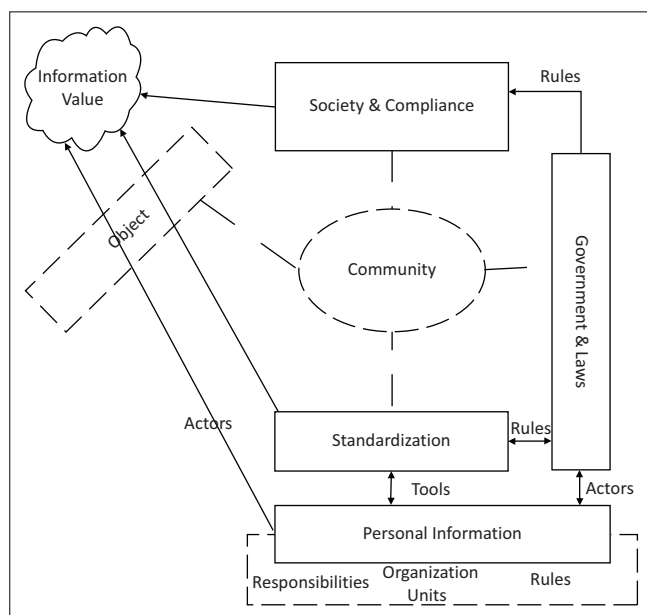 Information
Value
Rules
Society & Compliance
Object
Community
Government & Laws
Actors
Rules
Standardization
Tools
Actors
Personal Information
Responsibilities
Organization
Units
Rules